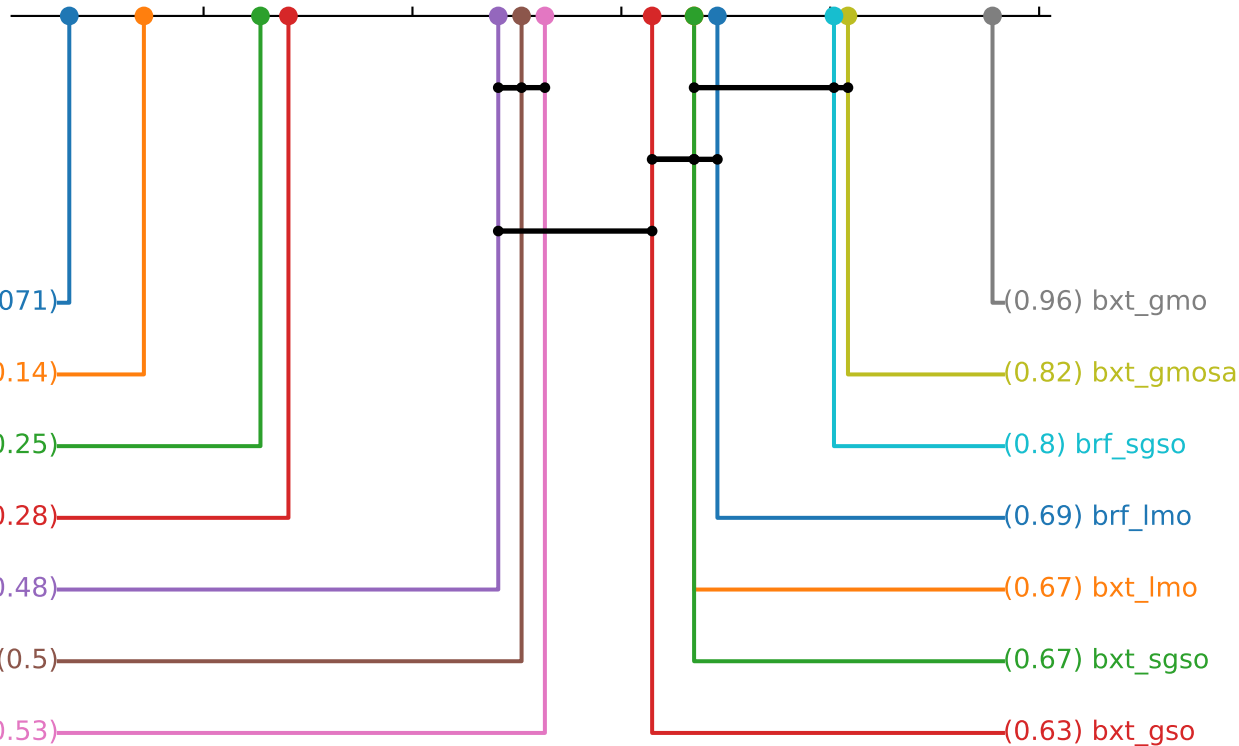 071) (0.96) bxt_gmo
0.14) (0.82) bxt_gmosa
0.25) (0.8) brf_sgso
0.28) (0.69) brf_lmo
0.48) (0.67) bxt_lmo
(0.5) (0.67) bxt_sgso
0.53) (0.63) bxt_gso